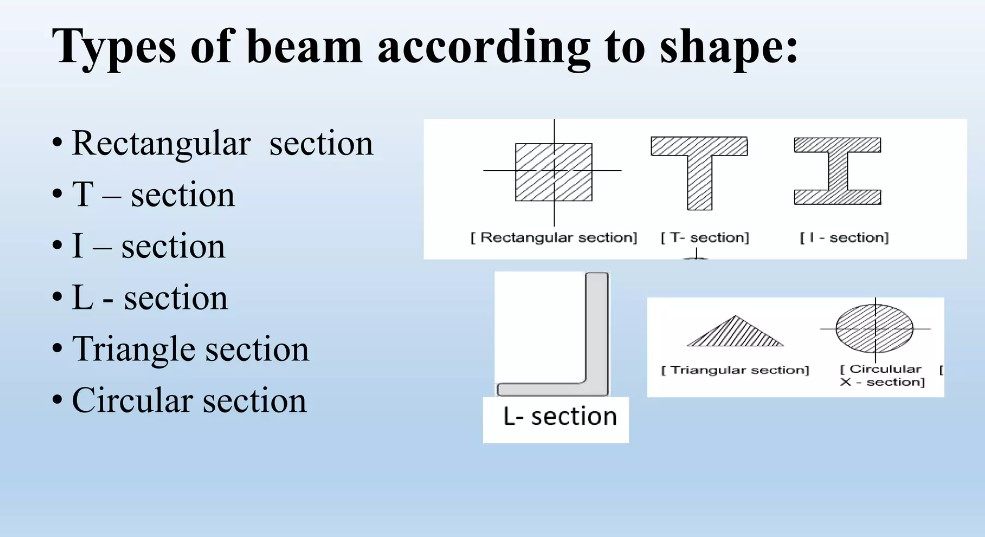 Types of beam according to shape:
• Rectangular section
• T – section
• I – section
• L - section
• Triangle section
• Circular section
[ Rectangular section] [ T- section] [ I - section]
L- section
[ Triangular section] [ Circulular [
X - section]